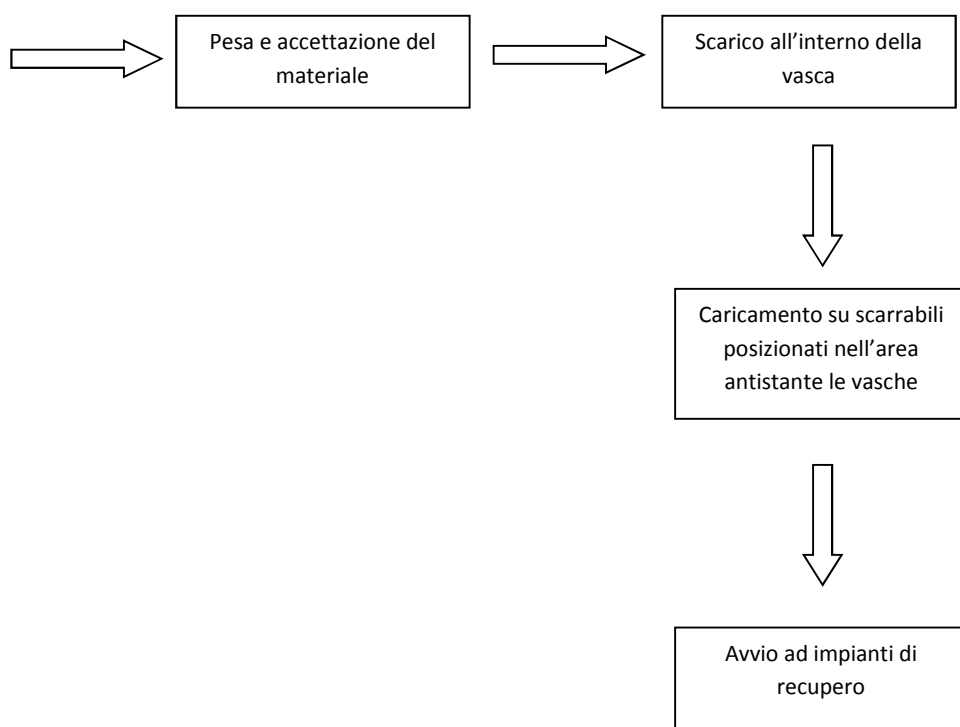 Pesa e accettazione del
materiale
Scarico all’interno della
vasca
Caricamento su scarrabili
posizionati nell’area
antistante le vasche
Avvio ad impianti di
recupero